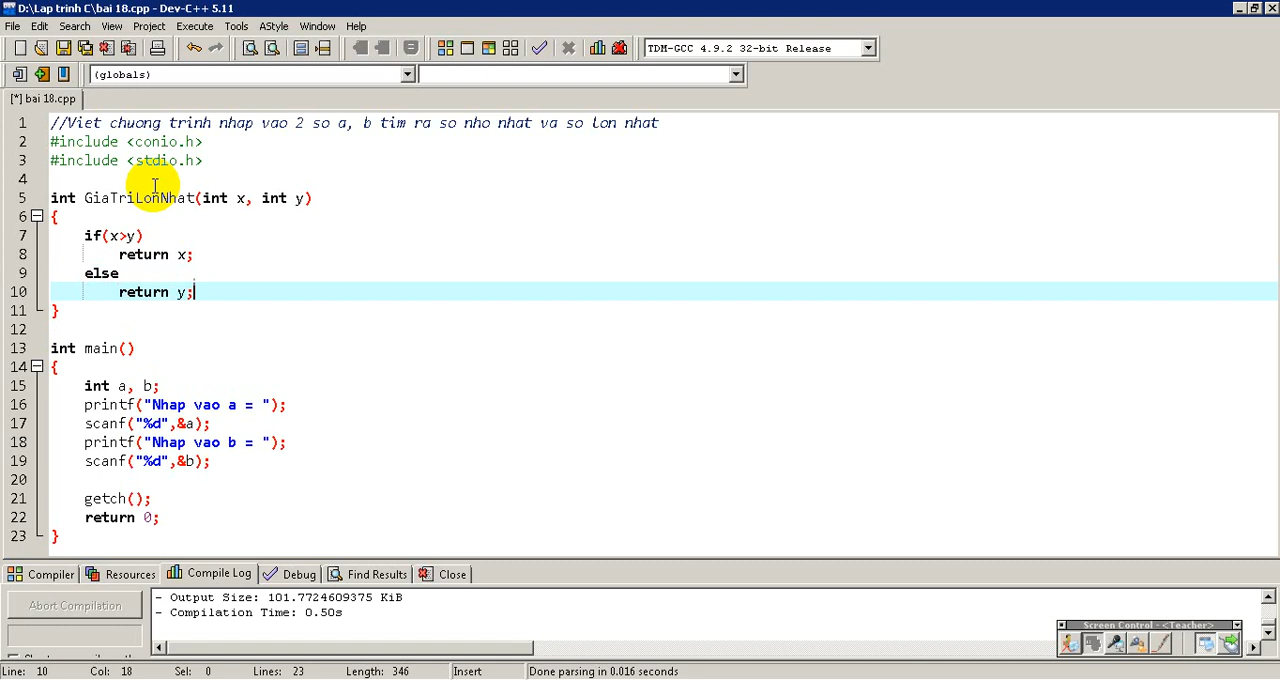 D:\Lap trinh C\bai 18.cpp - Dev-C++ 5.11
File Edit Search View Project Execute Tools AStyle Window Help
TDM-GCC 4.9.2 32-bit Release
(globals)
[*] bai 18.cpp
1 //Viet chuong trinh nhap vao 2 so a, b tim ra so nho nhat va so lon nhat
2 #include <conio.h>
3 #include <stdio.h>
4
5 int GiaTriLonNhat(int x, int y)
6 {
7 if(x>y)
8 return x;
9 else
10 return y;
11 }
12
13 int main()
14 {
15 int a, b;
16 printf("Nhap vao a = ");
17 scanf("%d",&a);
18 printf("Nhap vao b = ");
19 scanf("%d",&b);
20
21 getch();
22 return 0;
23 }
Compiler Resources Compile Log Debug Find Results Close
Abort Compilation
- Output Size: 101.7724609375 KiB
- Compilation Time: 0.50s
Screen Control - <Teacher>
Line: 10 Col: 18 Sel: 0 Lines: 23 Length: 346 Insert Done parsing in 0.016 seconds